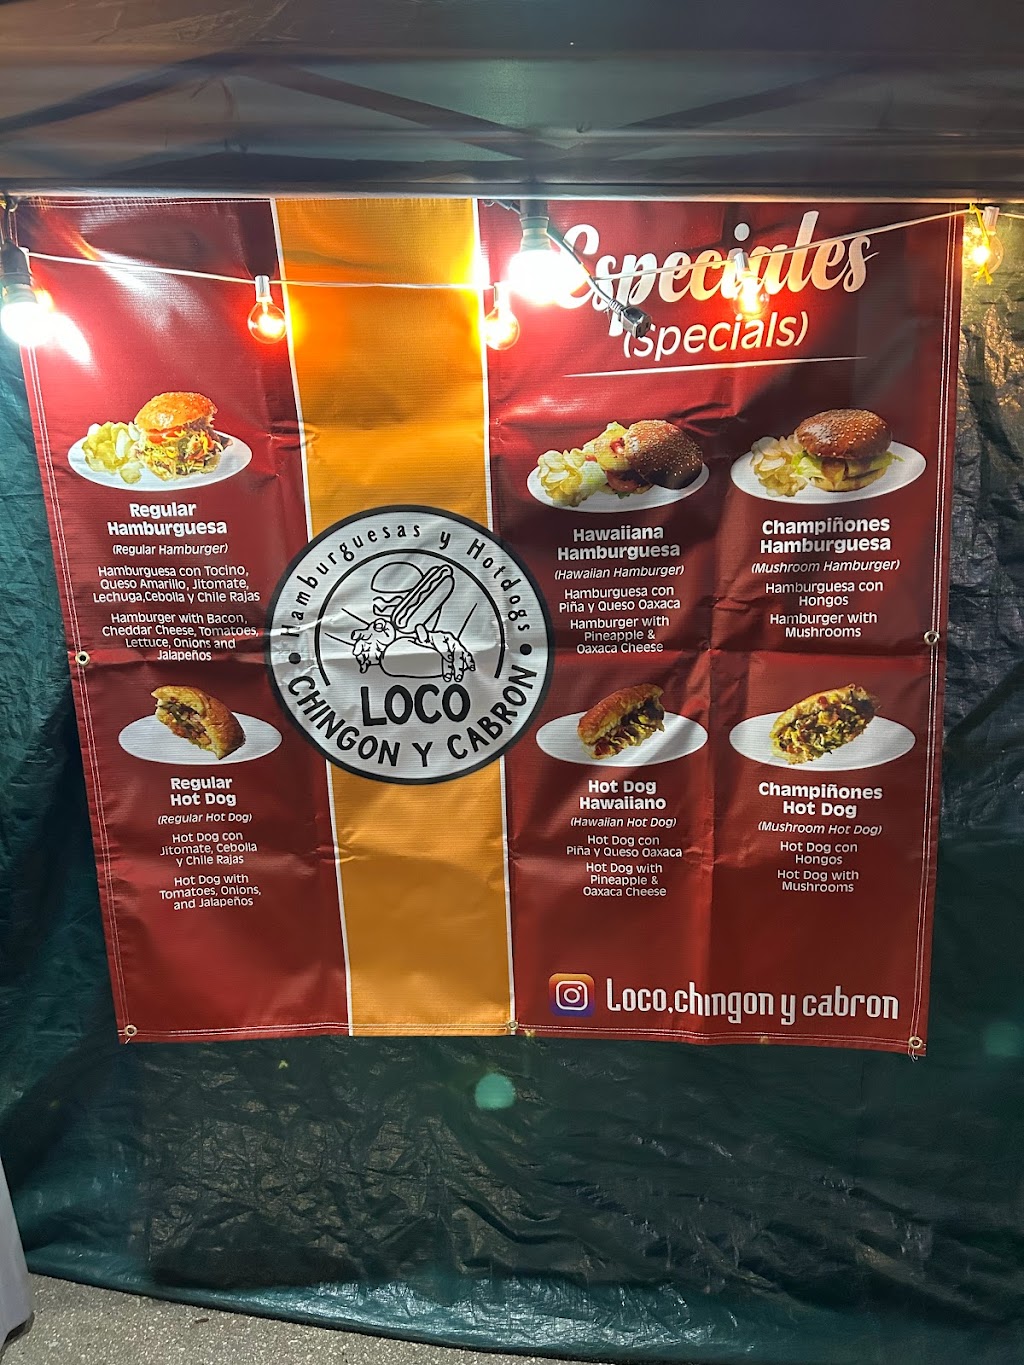 Especiales
(Specials)
Regular
Hamburguesa
(Regular Hamburger)
Hamburguesa con Tocino,
Queso Amarillo, Jitomate,
Lechuga,Cebolla y Chile Rajas
Hamburger with Bacon,
Cheddar Cheese, Tomatoes,
Lettuce, Onions and
Jalapeños
Regular
Hot Dog
(Regular Hot Dog)
Hot Dog con
Jitomate, Cebolla
y Chile Rajas
Hot Dog with
Tomatoes, Onions,
and Jalapeños
Hamburguesas y Hotdogs
LOCO
CHINGON Y CABRON
Hawaiiana
Hamburguesa
(Hawaiian Hamburger)
Hamburguesa con
Piña y Queso Oaxaca
Hamburger with
Pineapple &
Oaxaca Cheese
Champiñones
Hamburguesa
(Mushroom Hamburger)
Hamburguesa con
Hongos
Hamburger with
Mushrooms
Hot Dog
Hawaiiano
(Hawaiian Hot Dog)
Hot Dog con
Piña y Queso Oaxaca
Hot Dog with
Pineapple &
Oaxaca Cheese
Champiñones
Hot Dog
(Mushroom Hot Dog)
Hot Dog con
Hongos
Hot Dog with
Mushrooms
Loco.chingon y cabron